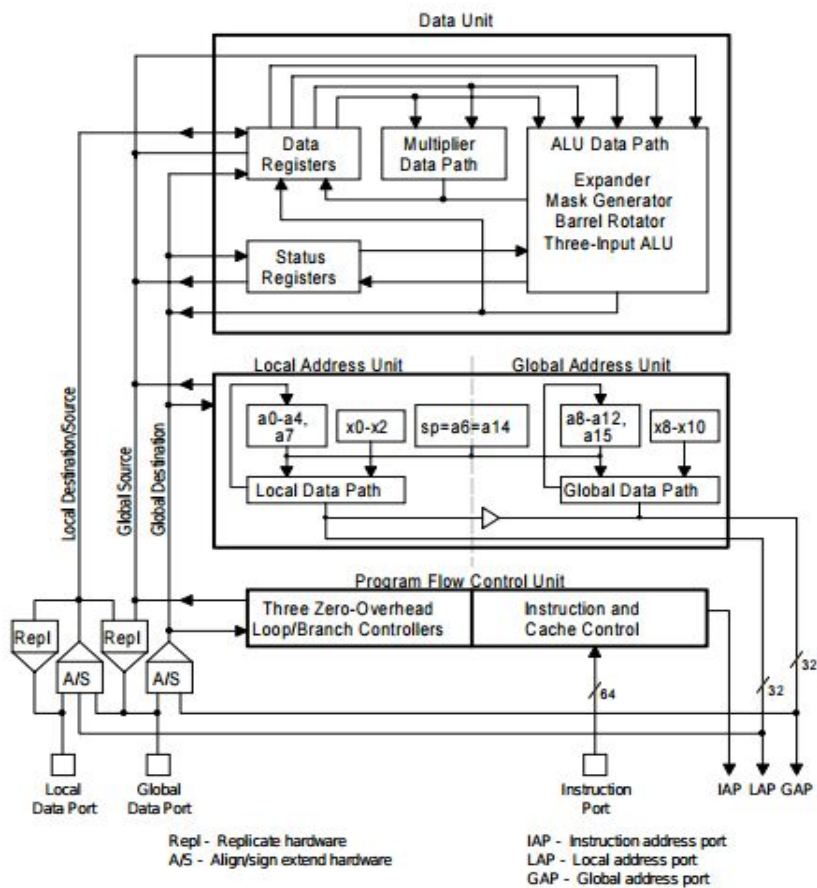 Data Unit
Data
Registers
Multiplier
Data Path
ALU Data Path
Expander
Mask Generator
Barrel Rotator
Three-Input ALU
Status
Registers
Local Destination/Source
Global Source
Global Destination
Local Address Unit
Global Address Unit
a0-a4,
a7
x0-x2
sp=a6=a14
a8-a12,
a15
x8-x10
Local Data Path
Global Data Path
Program Flow Control Unit
Three Zero-Overhead
Loop/Branch Controllers
Instruction and
Cache Control
Repl
A/S
Repl
A/S
64
32
32
Local
Data Port
Global
Data Port
Instruction
Port
IAP LAP GAP
Repl - Replicate hardware
A/S - Align/sign extend hardware
IAP - Instruction address port
LAP - Local address port
GAP - Global address port